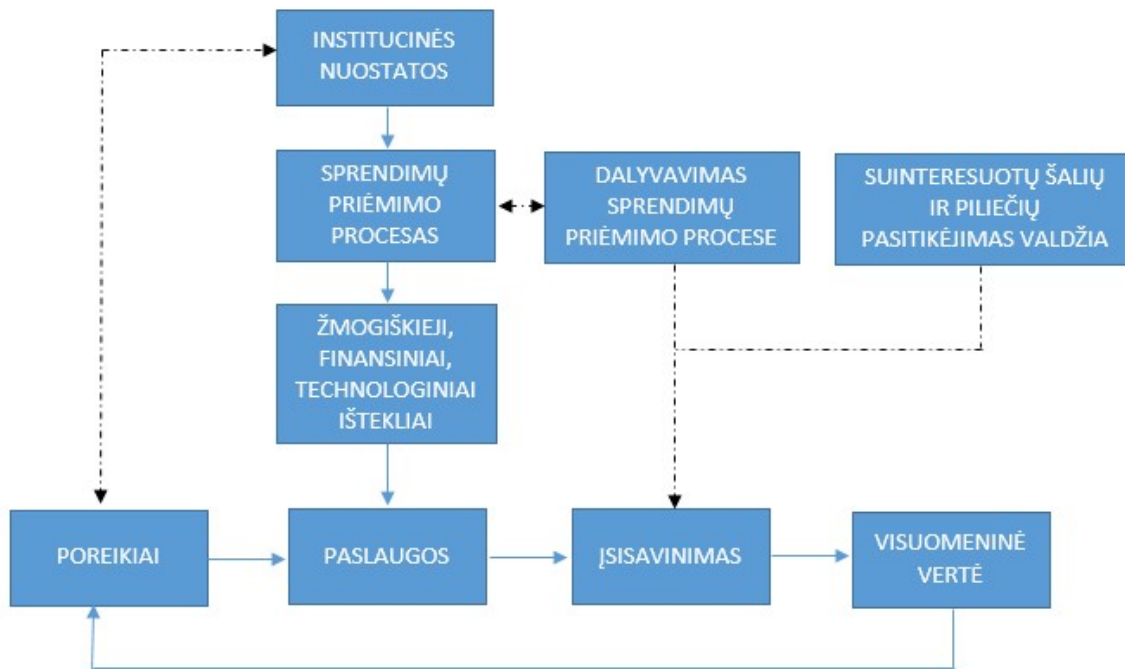 INSTITUCINĖS
NUOSTATOS
SPRENDIMŲ
PRIĖMIMO
PROCESAS
DALYVAVIMAS
SPRENDIMŲ
PRIĖMIMO PROCESE
SUINTERESUOTŲ ŠALIŲ
IR PILIEČIŲ
PASITIKĖJIMAS VALDŽIA
ŽMOGIŠKIEJI,
FINANSINIAI,
TECHNOLOGINIAI
IŠTEKLIAI
POREIKIAI
PASLAUGOS
ĮSISAVINIMAS
VISUOMENINĖ
VERTĖ